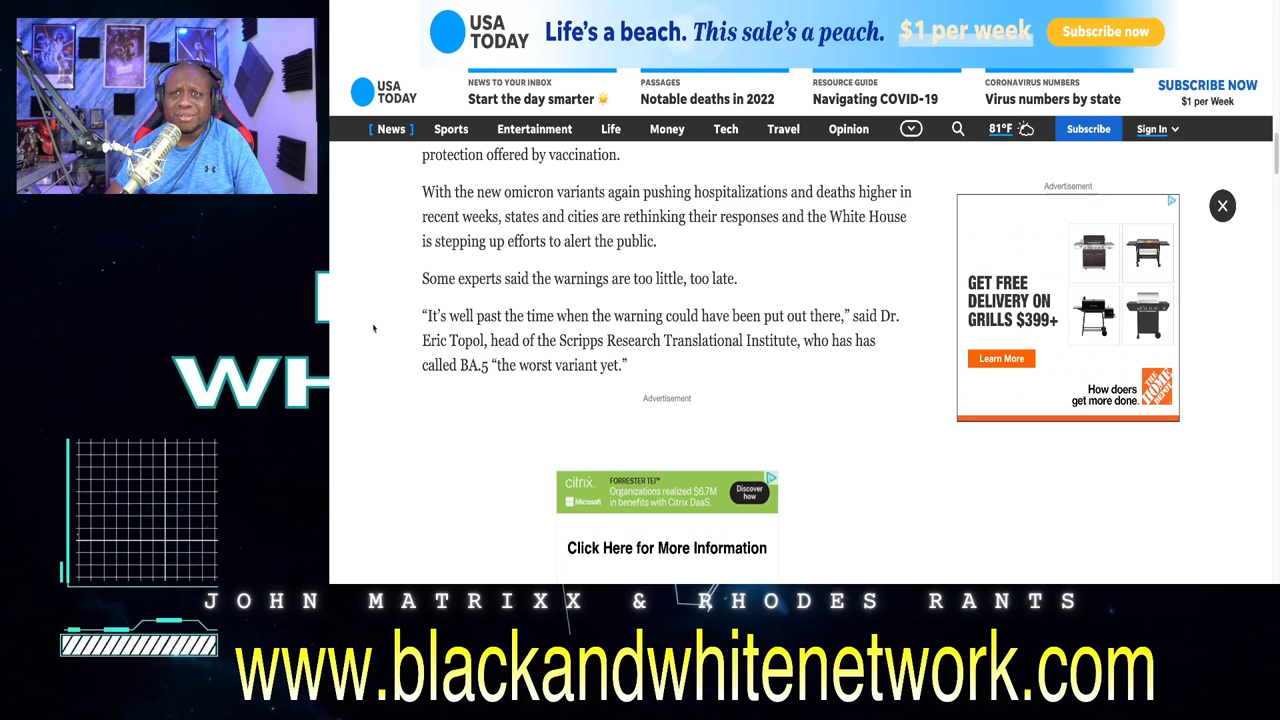 USA
TODAY
Life's a beach. This sale's a peach.
$1 per week
Subscribe now
USA
TODAY
NEWS TO YOUR INBOX
Start the day smarter
PASSAGES
Notable deaths in 2022
RESOURCE GUIDE
Navigating COVID-19
CORONAVIRUS NUMBERS
Virus numbers by state
SUBSCRIBE NOW
$1 per Week
[ News ] Sports Entertainment Life Money Tech Travel Opinion 81°F Subscribe Sign In
protection offered by vaccination.
With the new omicron variants again pushing hospitalizations and deaths higher in
recent weeks, states and cities are rethinking their responses and the White House
is stepping up efforts to alert the public.
Some experts said the warnings are too little, too late.
“It’s well past the time when the warning could have been put out there,” said Dr.
Eric Topol, head of the Scripps Research Translational Institute, who has has
called BA.5 “the worst variant yet.”
Advertisement
Advertisement
GET FREE
DELIVERY ON
GRILLS $399+
Learn More
THE HOME DEPOT
How doers
get more done.
citrix.
Microsoft
FORRESTER TEI™
Organizations realized $6.7M
in benefits with Citrix DaaS.
Discover
now
Click Here for More Information
WH
JOHN MATRIXX & RHODES RANTS
www.blackandwhitenetwork.com